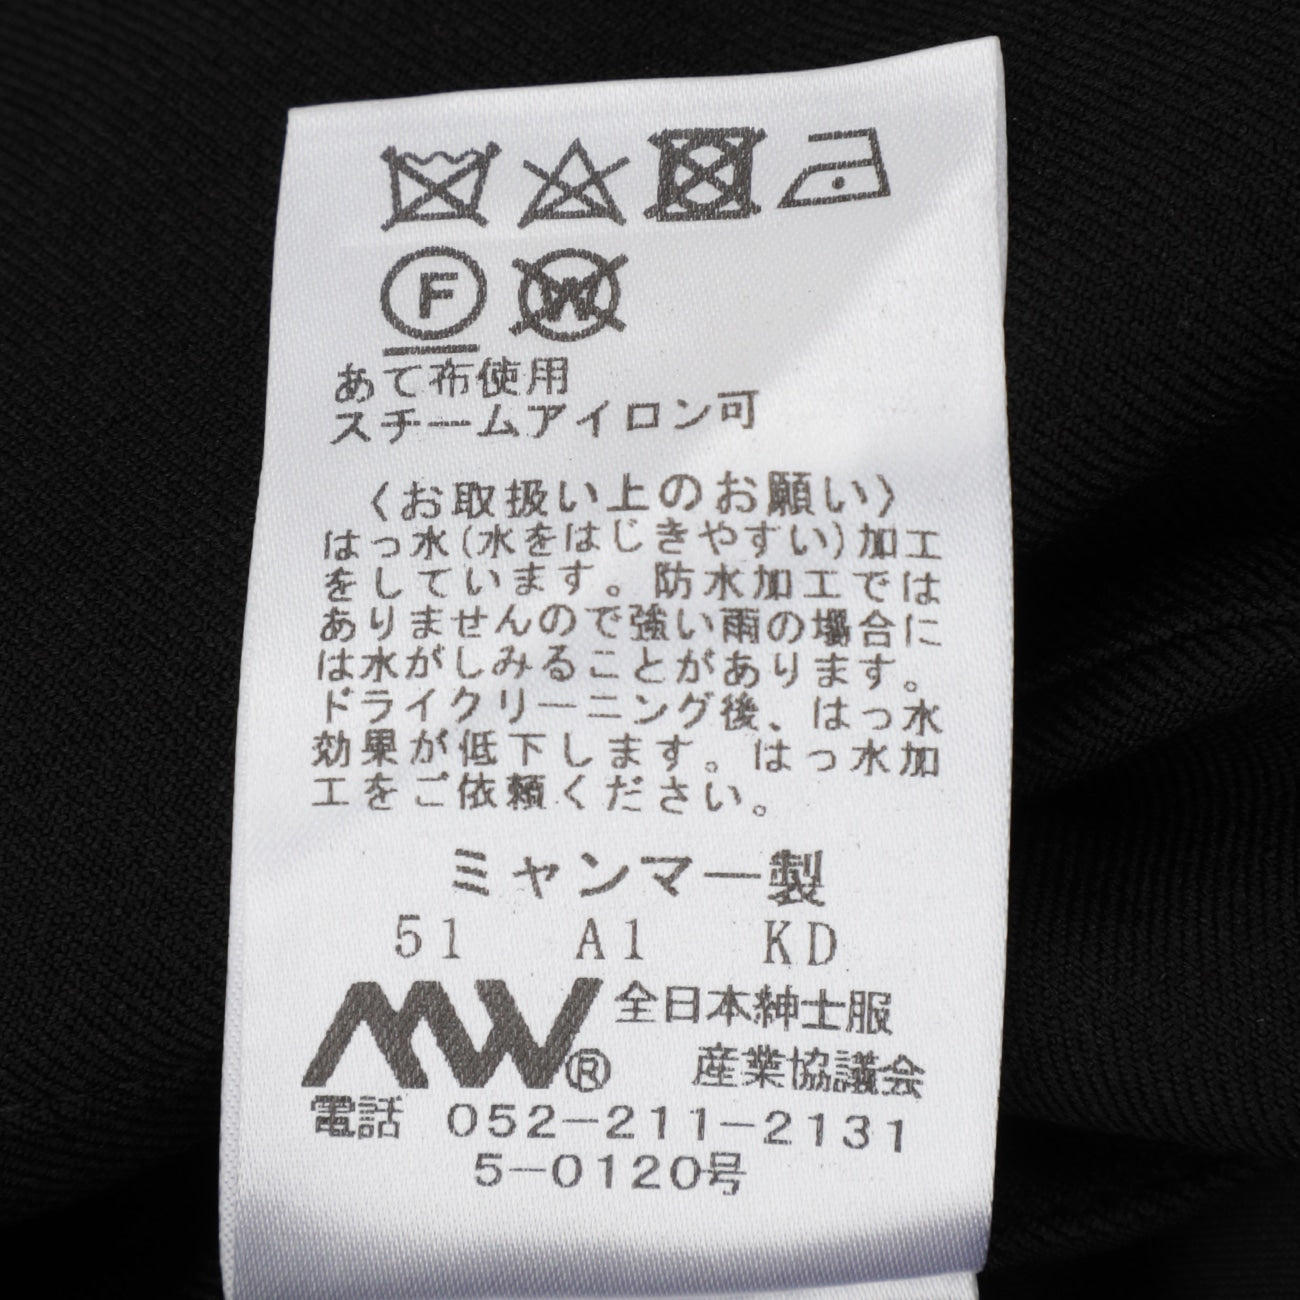 F W
あて布使用
スチームアイロン可
〈お取扱い上のお願い〉
はっ水(水をはじきやすい)加工
をしています。防水加工では
ありませんので強い雨の場合に
は水がしみることがあります。
ドライクリーニング後、はっ水
効果が低下します。はっ水加
工をご依頼ください。
ミャンマー製
51 A1 KD
MW® 全日本紳士服
産業協議会
電話 052-211-2131
5-0120号